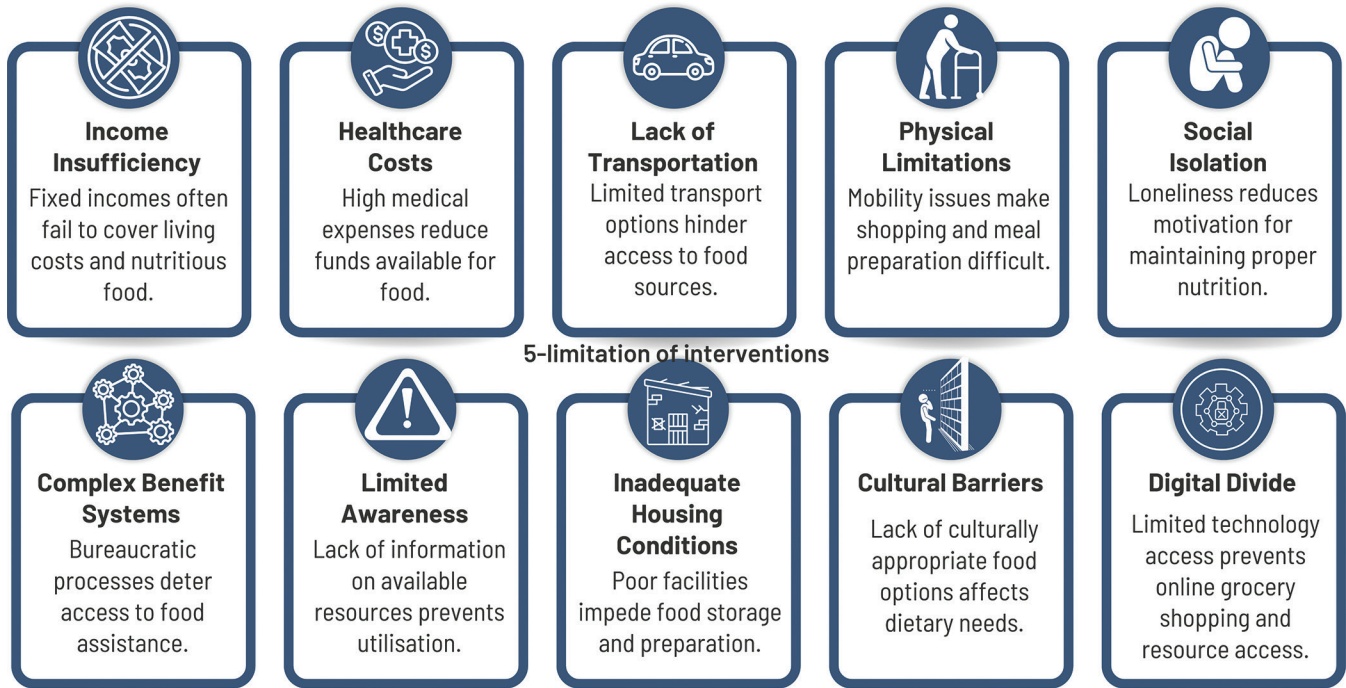 Income
Insufficiency
Fixed incomes often
fail to cover living
costs and nutritious
food.
Healthcare
Costs
High medical
expenses reduce
funds available for
food.
Lack of
Transportation
Limited transport
options hinder
access to food
sources.
Physical
Limitations
Mobility issues make
shopping and meal
preparation difficult.
Social
Isolation
Loneliness reduces
motivation for
maintaining proper
nutrition.
5-limitation of interventions
Complex Benefit
Systems
Bureaucratic
processes deter
access to food
assistance.
Limited
Awareness
Lack of information
on available
resources prevents
utilisation.
Inadequate
Housing
Conditions
Poor facilities
impede food storage
and preparation.
Cultural Barriers
Lack of culturally
appropriate food
options affects
dietary needs.
Digital Divide
Limited technology
access prevents
online grocery
shopping and
resource access.